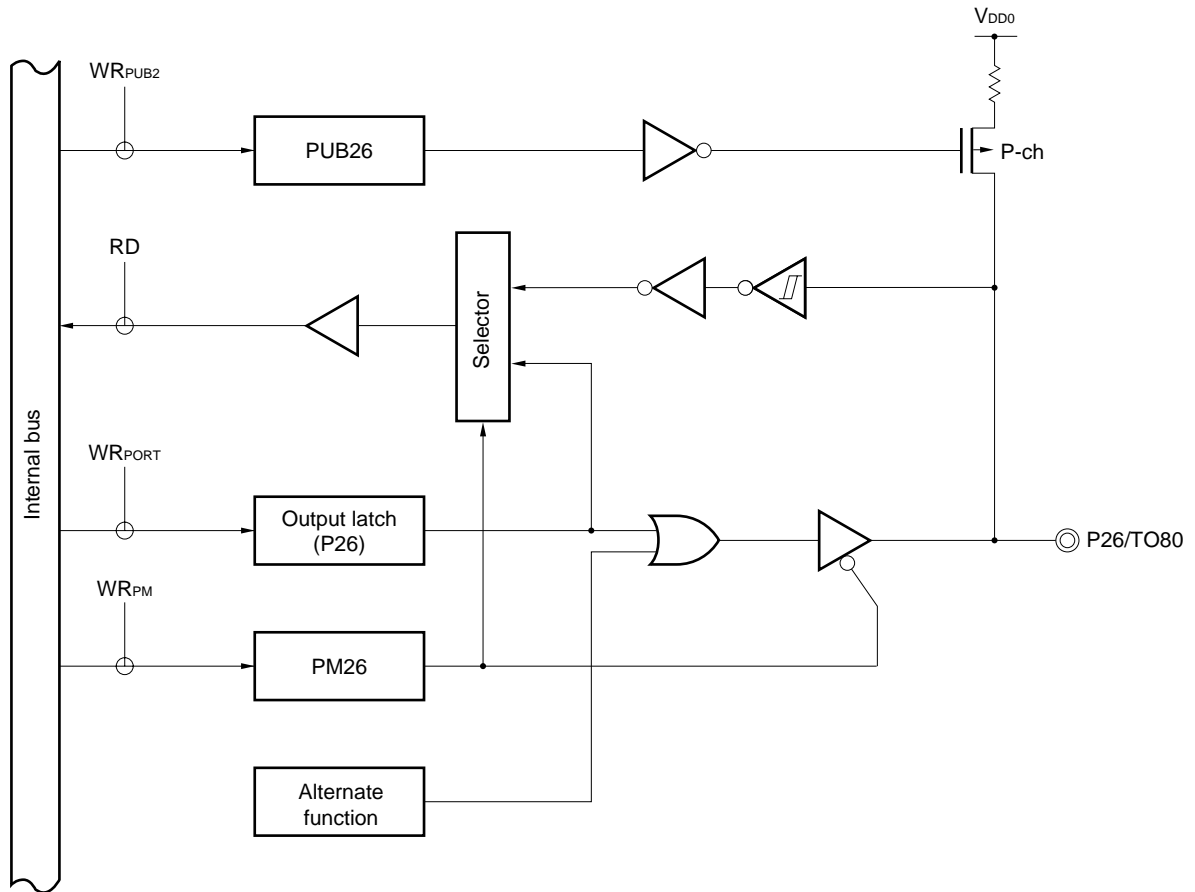 VDD0
WRPUB2
PUB26
P-ch
RD
Selector
Internal bus
WRPORT
Output latch
(P26)
P26/TO80
WRPM
PM26
Alternate
function